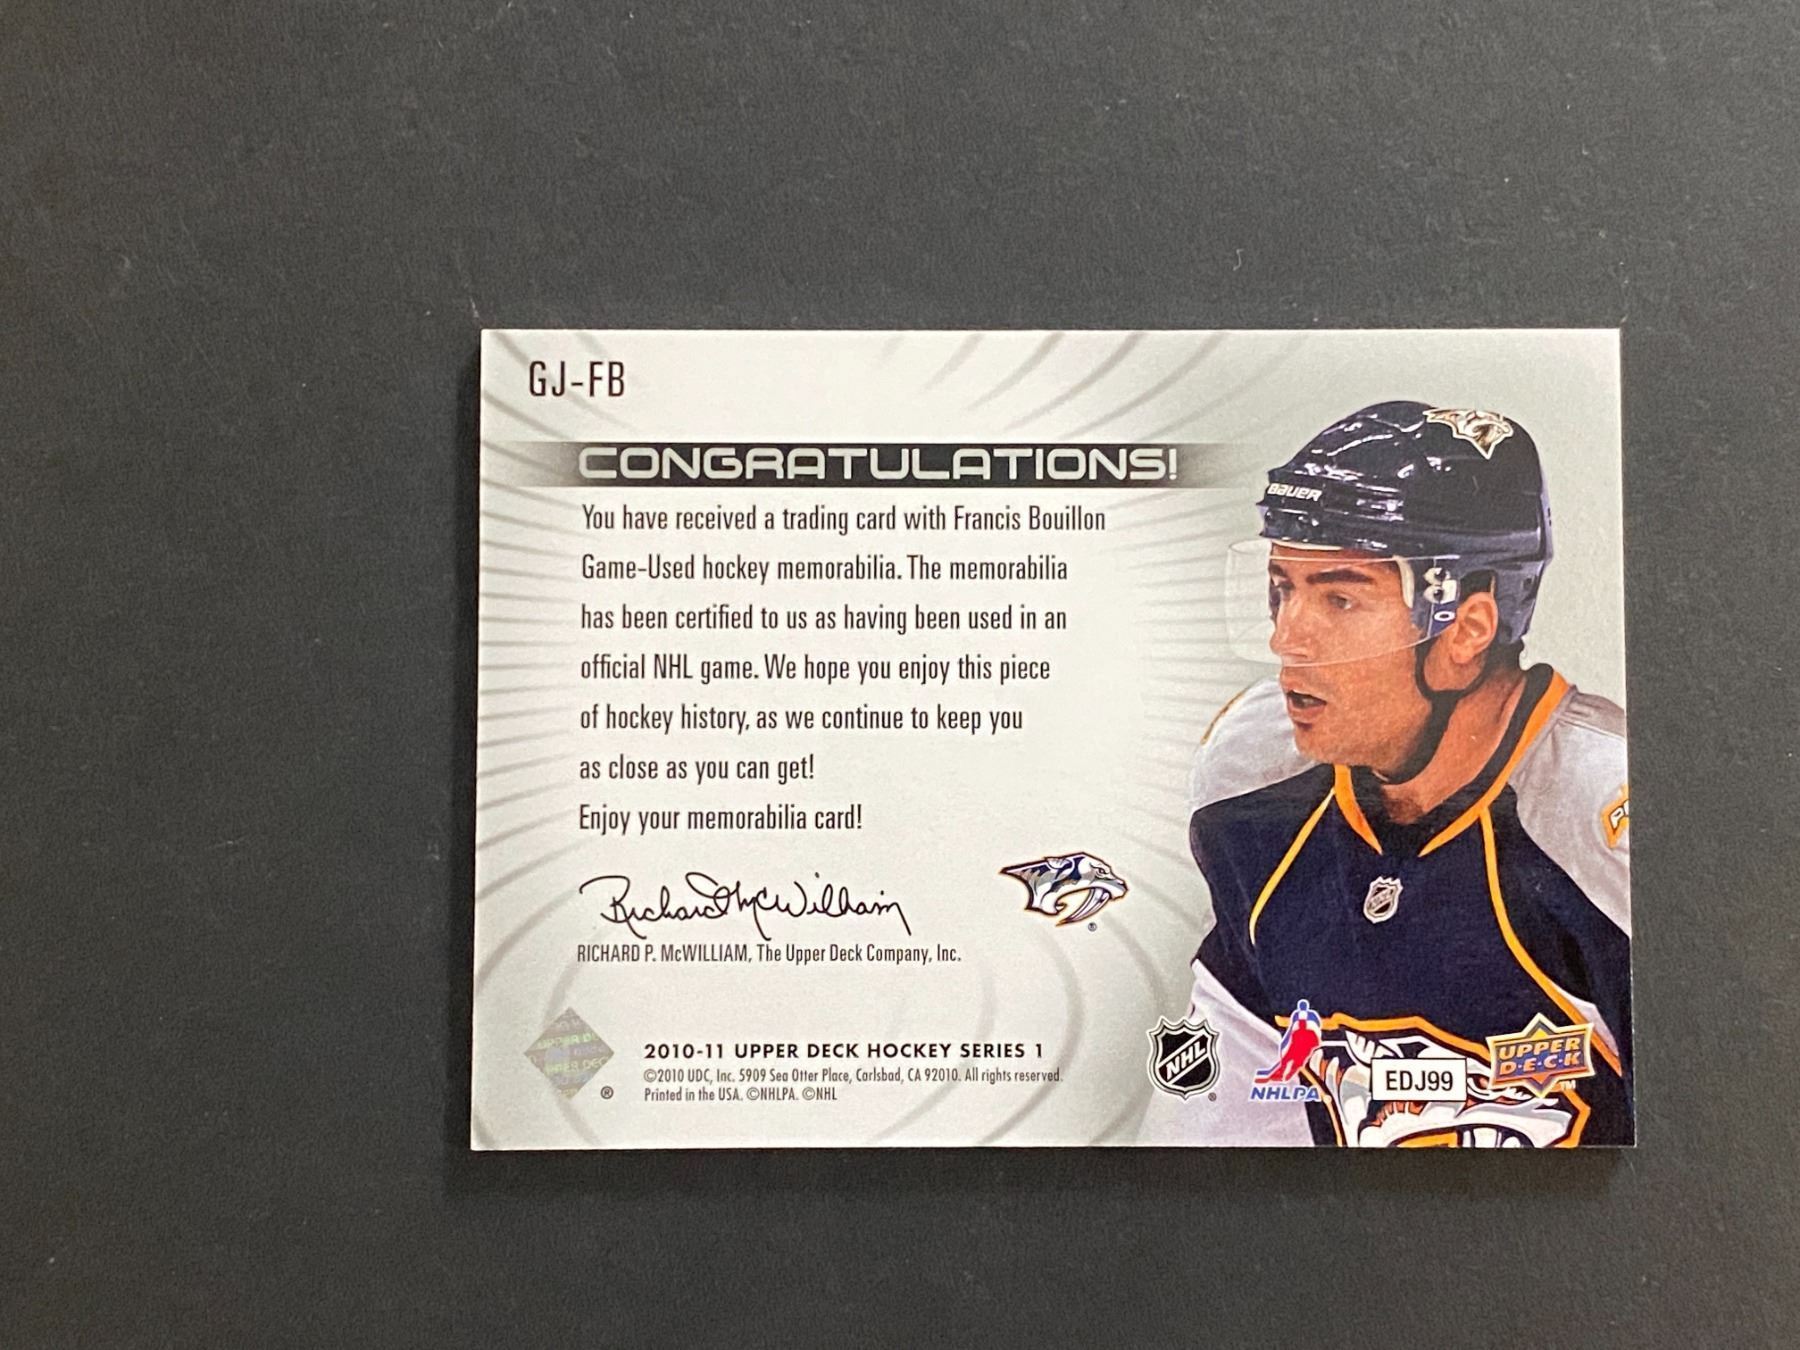 GJ-FB
CONGRATULATIONS!
You have received a trading card with Francis Bouillon
Game-Used hockey memorabilia. The memorabilia
has been certified to us as having been used in an
official NHL game. We hope you enjoy this piece
of hockey history, as we continue to keep you
as close as you can get!
Enjoy your memorabilia card!
Richard McWilliam
RICHARD P. McWILLIAM, The Upper Deck Company, Inc.
2010-11 UPPER DECK HOCKEY SERIES 1
©2010 UDC, Inc. 5909 Sea Otter Place, Carlsbad, CA 92010. All rights reserved.
Printed in the USA. ©NHLPA. ©NHL
BAUER
NHL
NHLPA
EDJ99
UPPER
D·E·C·K
TM